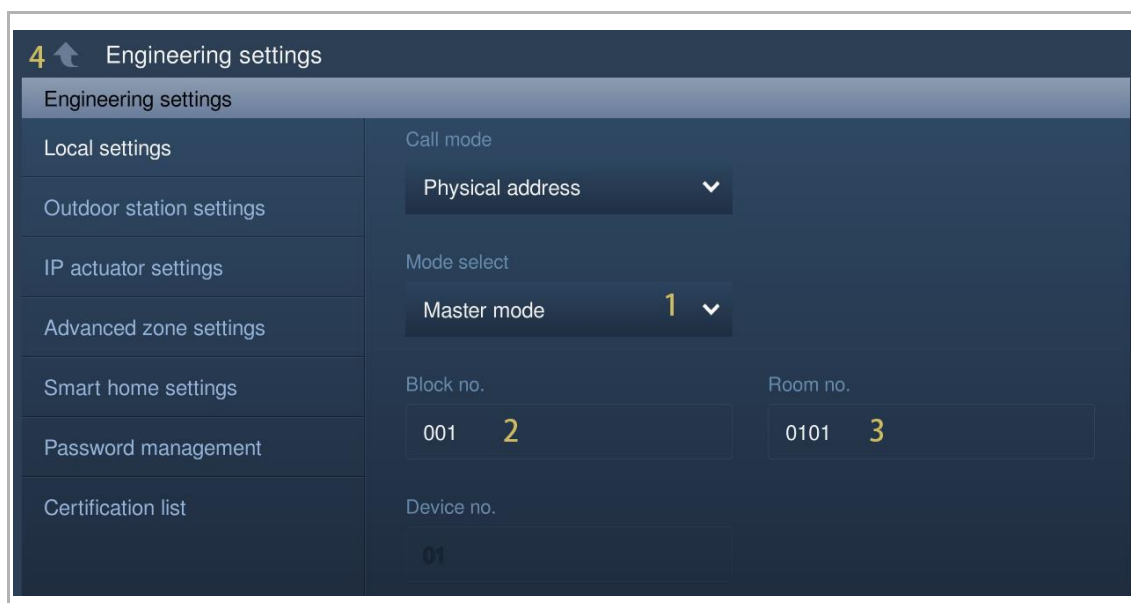 4 Engineering settings
Engineering settings
Local settings
Outdoor station settings
IP actuator settings
Advanced zone settings
Smart home settings
Password management
Certification list
Call mode
Physical address
Mode select
Master mode 1
Block no.
001 2
Room no.
0101 3
Device no.
01